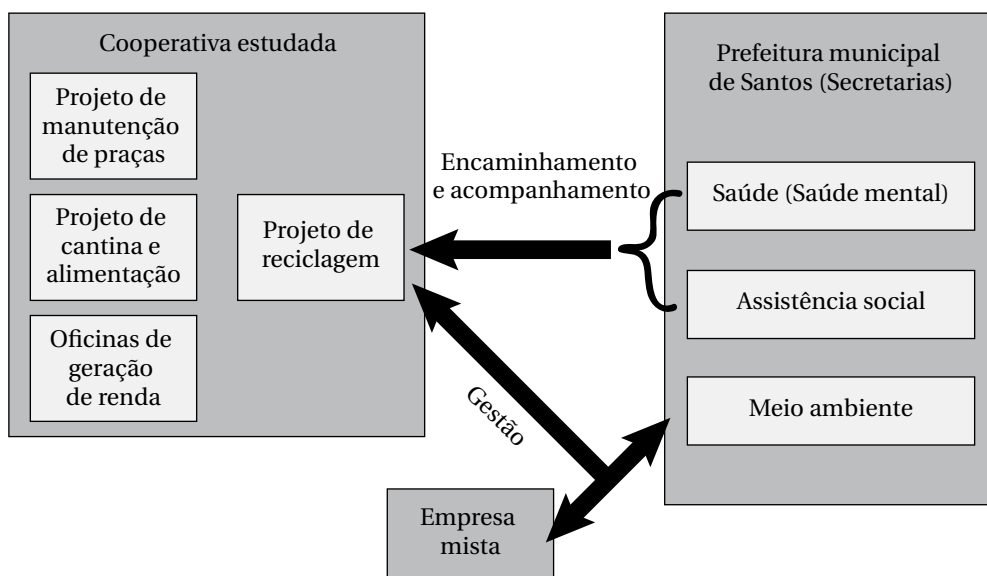 Cooperativa estudada
Projeto de
manutenção
de praças
Projeto de
cantina e
alimentação
Oficinas de
geração
de renda
Projeto de
reciclagem
Encaminhamento
e acompanhamento
Gestão
Empresa
mista
Prefeitura municipal
de Santos (Secretarias)
Saúde (Saúde mental)
Assistência social
Meio ambiente